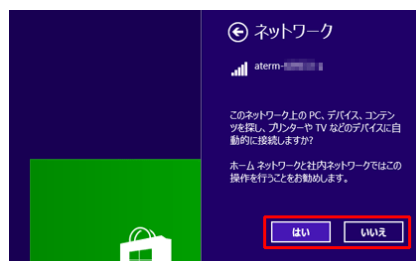 ネットワーク
aterm-
このネットワーク上の PC、デバイス、コンテン
ツを探し、プリンターや TV などのデバイスに自
動的に接続しますか?
ホーム ネットワークと社内ネットワークではこの
操作を行うことをお勧めします。
はい いいえ